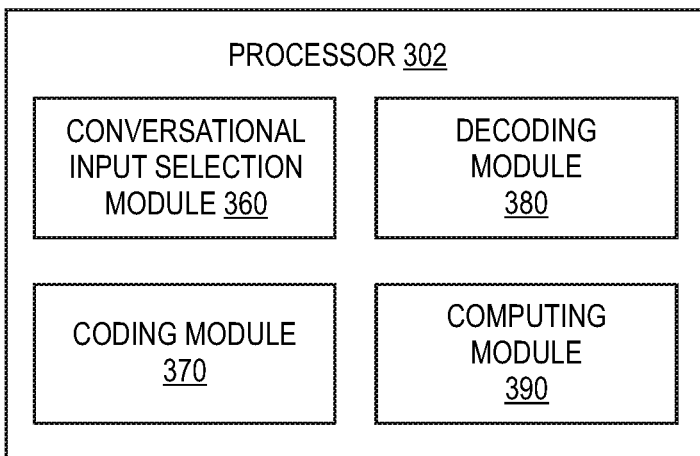 PROCESSOR 302
CONVERSATIONAL
INPUT SELECTION
MODULE 360
DECODING
MODULE
380
CODING MODULE
370
COMPUTING
MODULE
390